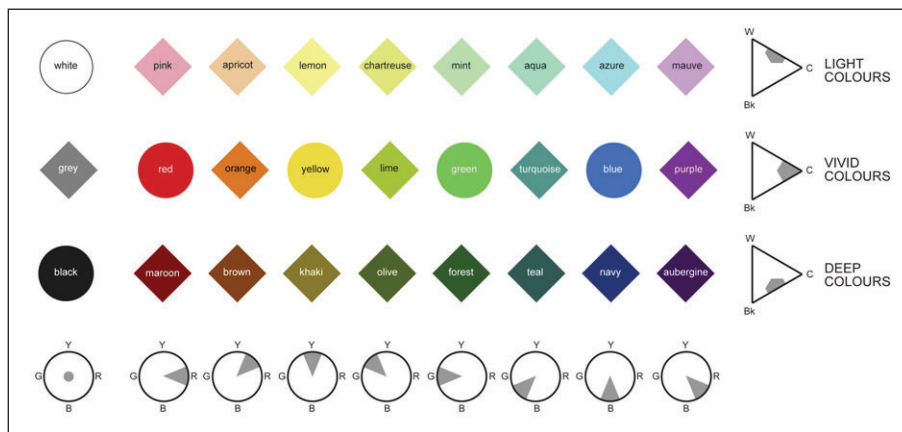 white pink apricot lemon chartreuse mint aqua azure mauve W C Bk LIGHT COLOURS
grey red orange yellow lime green turquoise blue purple W C Bk VIVID COLOURS
black maroon brown khaki olive forest teal navy aubergine W C Bk DEEP COLOURS
Y Y Y Y Y Y Y Y Y
G R G R G R G R G R G R G R G R G R
B B B B B B B B B